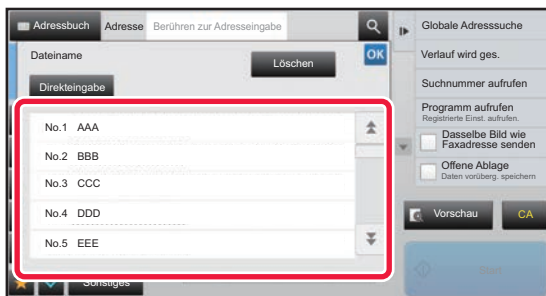 Adressbuch
Adresse
Berühren zur Adresseingabe
Dateiname
OK
Löschen
Direkteingabe
No.1 AAA
No.2 BBB
No.3 CCC
No.4 DDD
No.5 EEE
Sonstiges
Globale Adresssuche
Verlauf wird ges.
Suchnummer aufrufen
Programm aufrufen
Registrierte Einst. aufrufen.
Dasselbe Bild wie
Faxadresse senden
Offene Ablage
Daten vorüberg. speichern
Vorschau
CA
Start